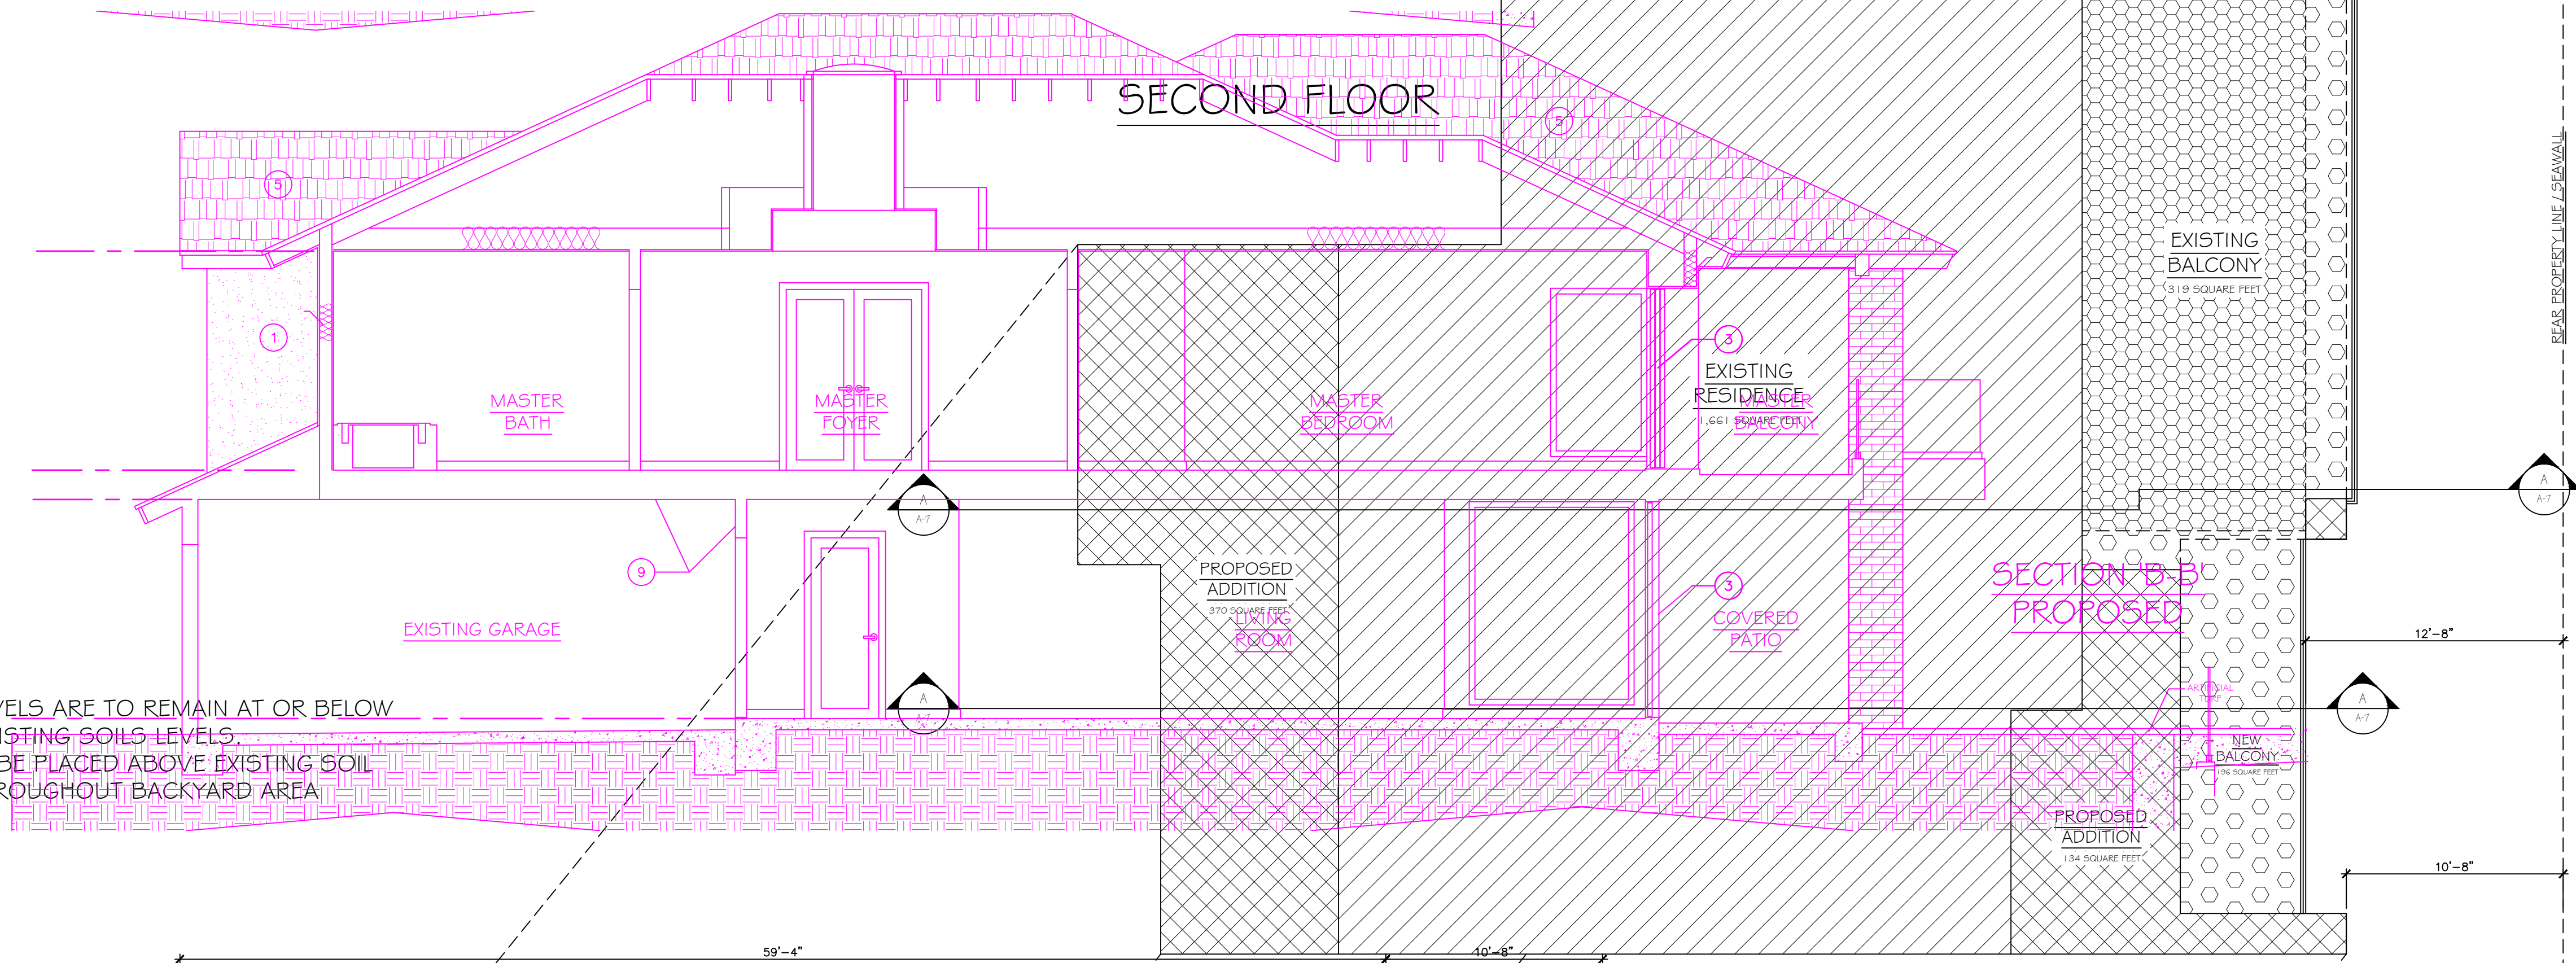 SECOND FLOOR
5
5
REAR PROPERTY LINE / SEAWALL
EXISTING
BALCONY
319 SQUARE FEET
1
3
EXISTING
RESIDENCE
1,661 SQUARE FEET
MASTER
BATH
MASTER
FOYER
MASTER
BEDROOM
MASTER
BALCONY
A
A-7
A
A-7
9
PROPOSED
ADDITION
370 SQUARE FEET
3
SECTION 'B-B'
PROPOSED
EXISTING GARAGE
LIVING
ROOM
COVERED
PATIO
12'-8"
A
A-7
A
A-7
ARTIFICIAL
TURF
VELS ARE TO REMAIN AT OR BELOW
ISTING SOILS LEVELS.
BE PLACED ABOVE EXISTING SOIL
ROUGHOUT BACKYARD AREA
NEW
BALCONY
196 SQUARE FEET
PROPOSED
ADDITION
134 SQUARE FEET
10'-8"
59'-4"
10'-8"